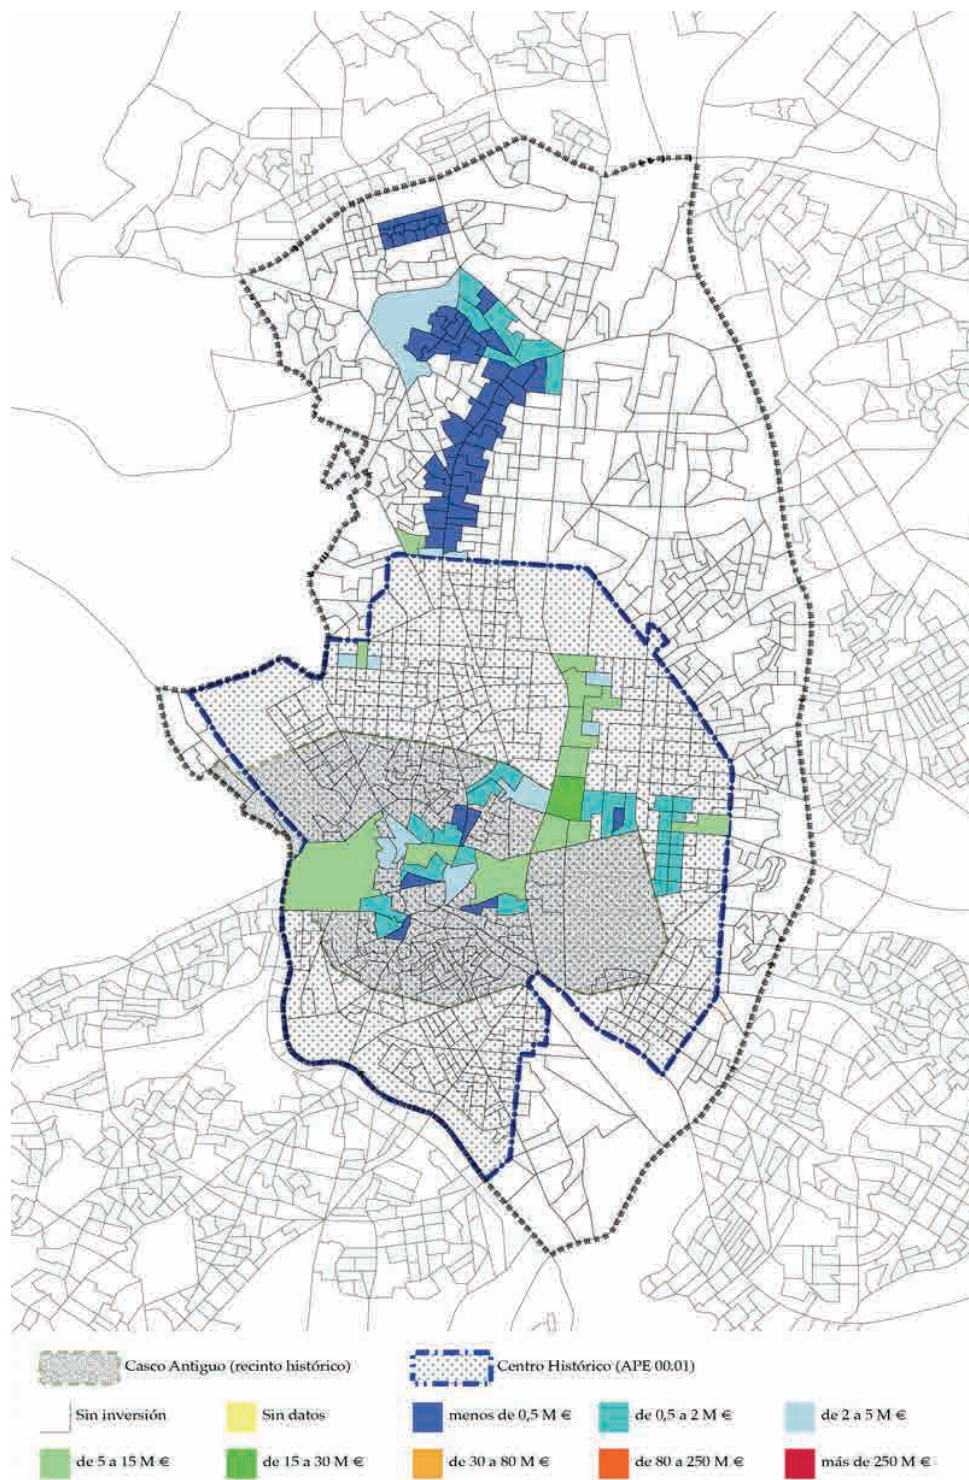 Casco Antiguo (recinto histórico) Centro Histórico (APE 00.01)
Sin inversión Sin datos menos de 0,5 M € de 0,5 a 2 M € de 2 a 5 M €
de 5 a 15 M € de 15 a 30 M € de 30 a 80 M € de 80 a 250 M € más de 250 M €